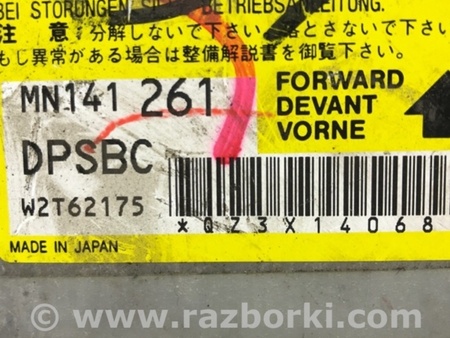 BEI STÖRUNGEN BETRIEBSANLEITUNG.
注 意 分解しないで下さい 落とさないで下さい
もし異常がある場合は整備解説書を御覧下さい。
MN141 261
FORWARD
DEVANT
VORNE
DPSBC
W2T62175
*QZ3X14068
MADE IN JAPAN
www.razborki.com